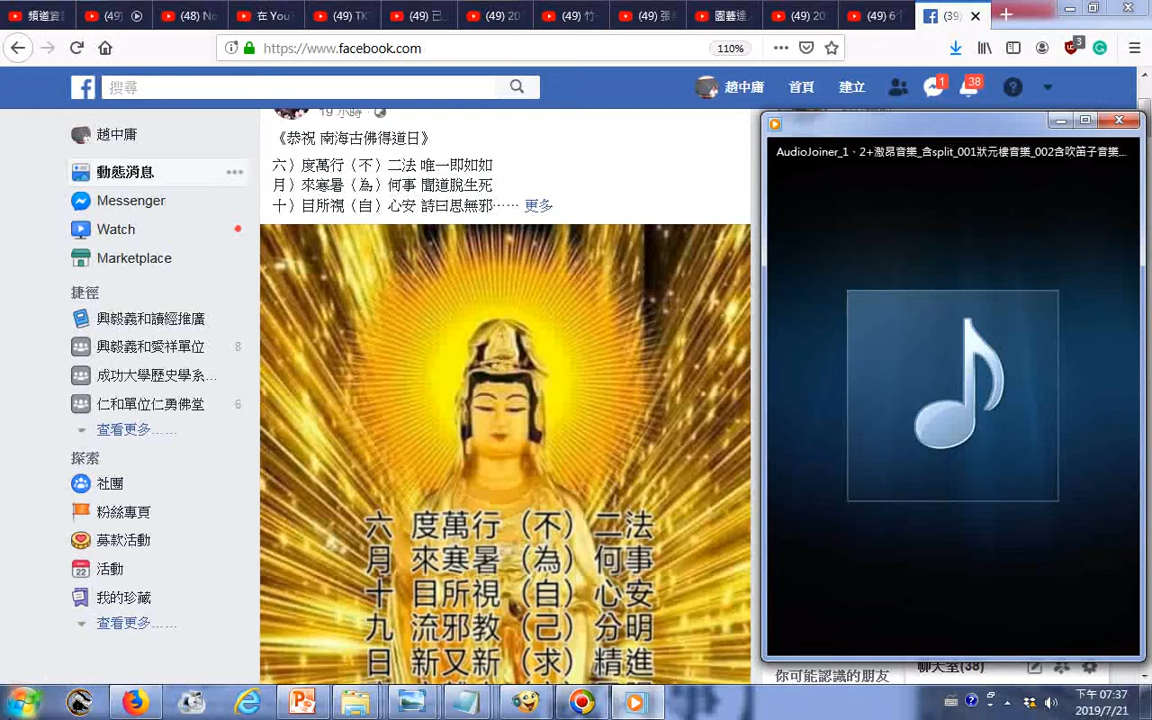 頻道資
(49)
(48) No
在 You
(49) TK
(49) 已
(49) 20
(49) 竹
(49) 張
園藝達
(49) 20
(49) 6个
(39)
https://www.facebook.com
110%
3
搜尋
趙中庸
首頁
建立
1
38
趙中庸
動態消息
Messenger
Watch
Marketplace
捷徑
興毅義和讀經推廣
興毅義和愛祥單位 8
成功大學歷史學系...
仁和單位仁勇佛堂 6
查看更多……
探索
社團
粉絲專頁
募款活動
22 活動
我的珍藏
查看更多……
19 小時
《恭祝 南海古佛得道日》
六）度萬行（不）二法 唯一即如如
月）來寒暑（為）何事 聞道脫生死
十）目所視（自）心安 詩曰思無邪…… 更多
六 度萬行（不）二法
月 來寒暑（為）何事
十 目所視（自）心安
九 流邪教（己）分明
日 新又新（求）精進
AudioJoiner_1、2+激昂音樂_含split_001狀元樓音樂_002含吹笛子音樂...
你可能認識的朋友
聊天室(38)
下午 07:37
2019/7/21